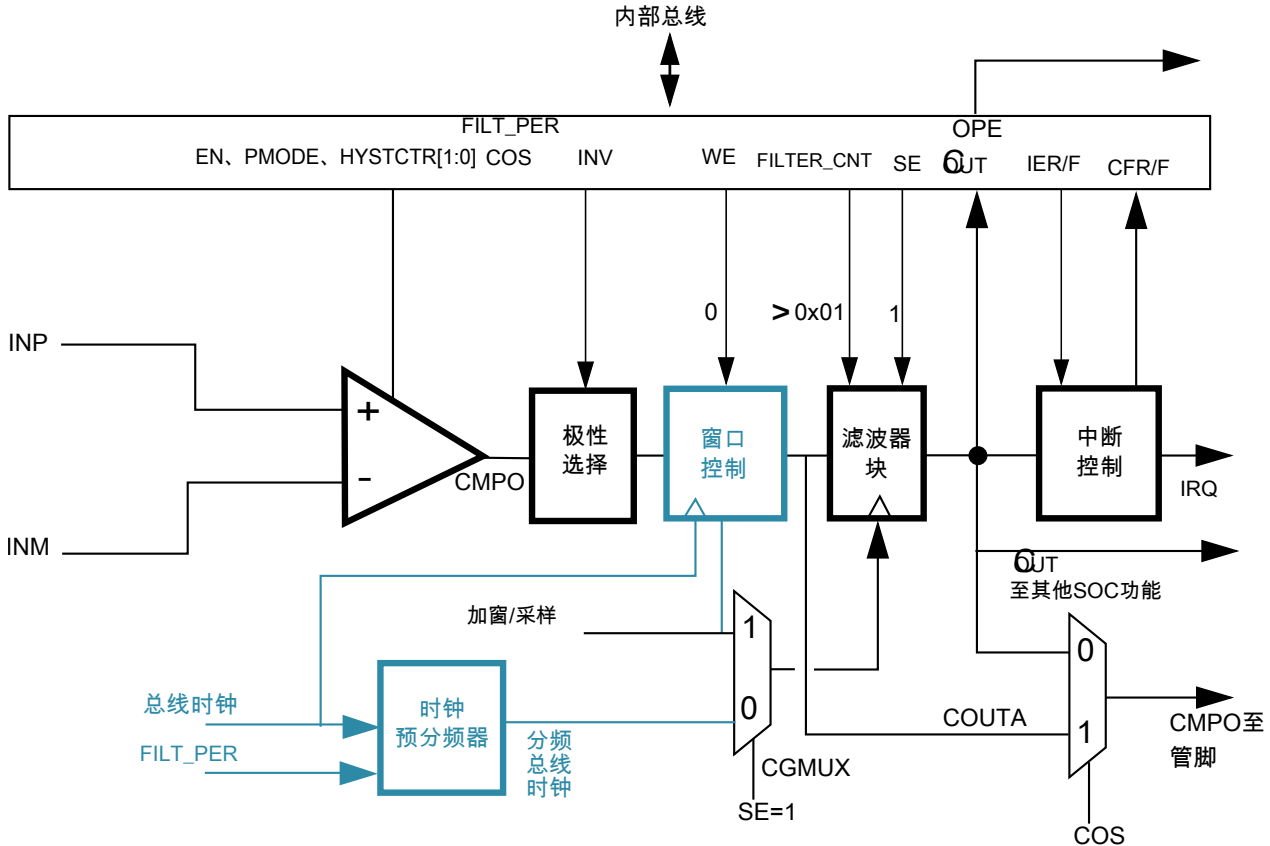 内部总线
FILT_PER
OPE
EN、PMODE、HYSTCTR[1:0] COS
INV
WE
FILTER_CNT
SE
COUT
IER/F
CFR/F
0
> 0x01
1
INP
+
-
CMPO
极性
选择
窗口
控制
滤波器
块
中断
控制
IRQ
INM
COUT
至其他SOC功能
加窗/采样
1
0
0
1
总线时钟
时钟
预分频器
FILT_PER
分频
总线
时钟
CGMUX
SE=1
COUTA
CMPO至
管脚
COS